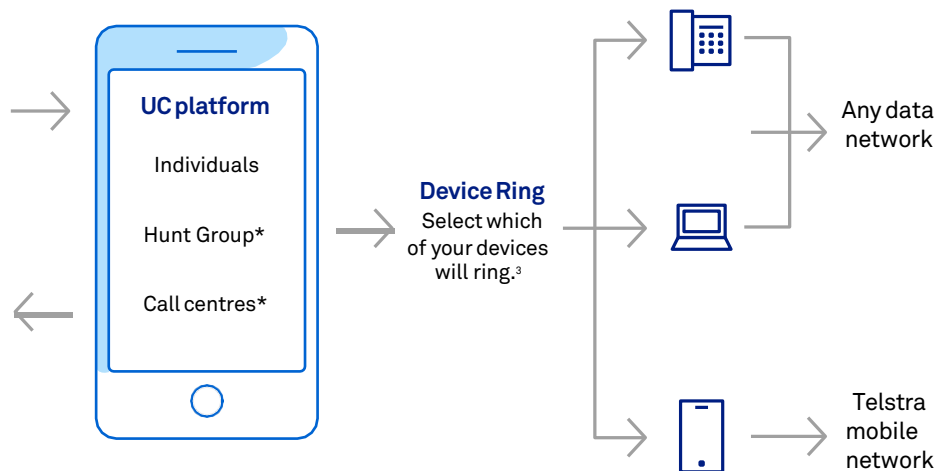 UC platform
Individuals
Hunt Group*
Call centres*
Device Ring
Select which
of your devices
will ring.³
Any data
network
Telstra
mobile
network